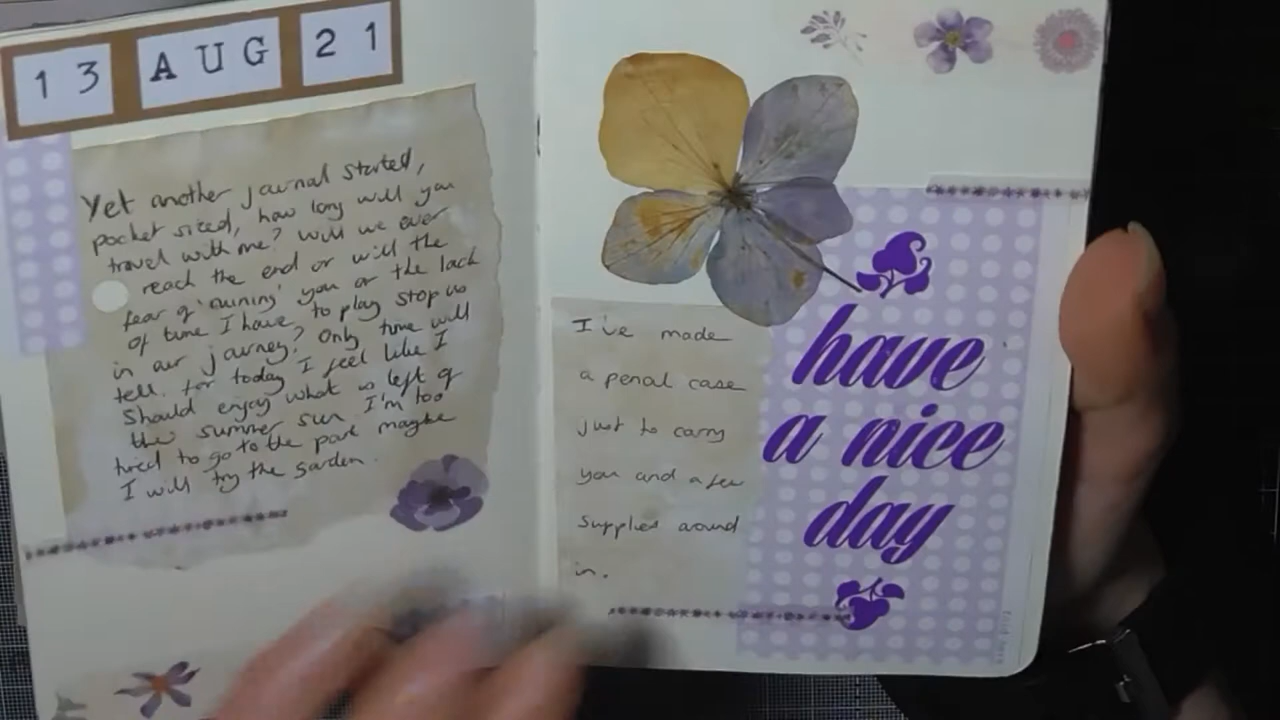 13 AUG 21
Yet another journal started,
pocket sized, how long will you
travel with me? Will we ever
reach the end or will the
fear of 'ruining' you or the lack
of time I have to play stop us
in our journey? Only time will
tell. for today I feel like I
should enjoy what is left of
the summer sun I'm too
tired to go to the park maybe
I will try the garden.
I've made
a penal case
just to carry
you and a few
supplies around
in.
have
a nice
day